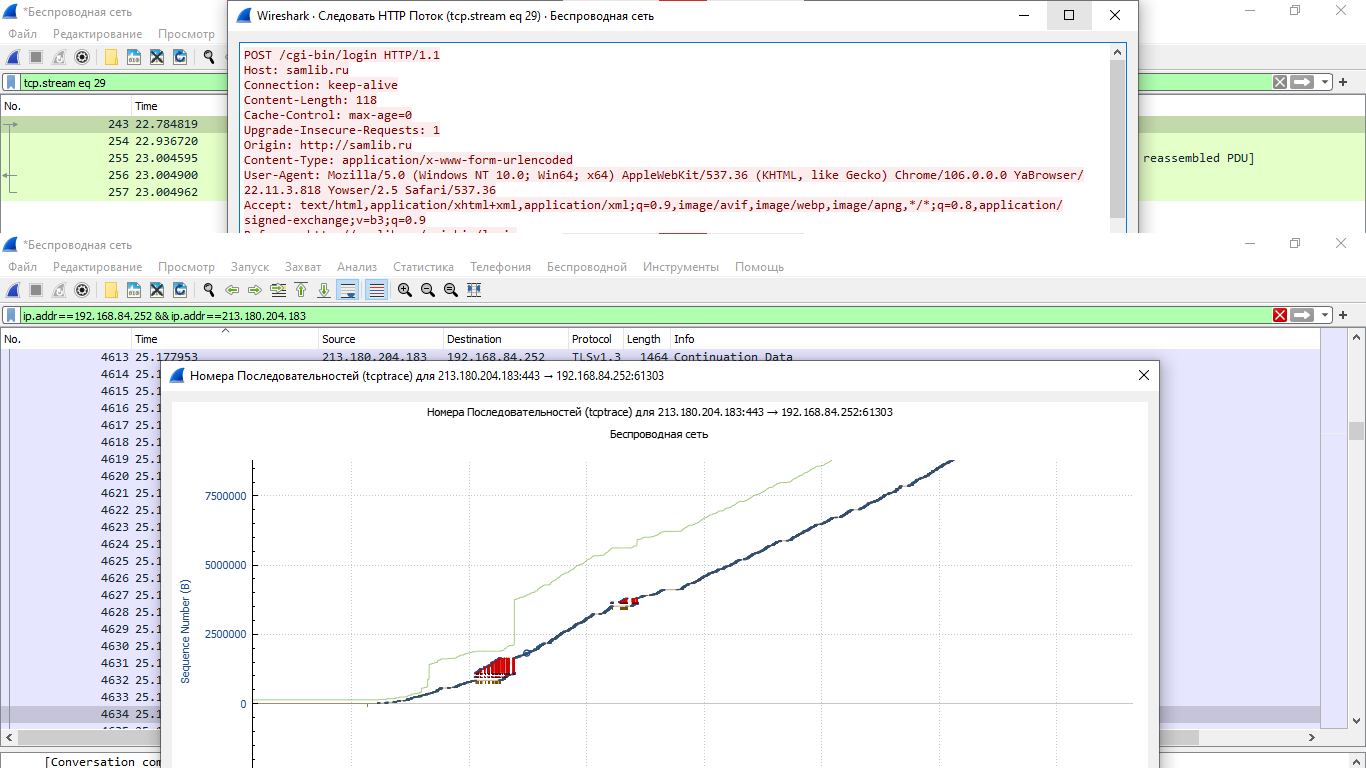 *Беспроводная сеть
Wireshark · Следовать HTTP Поток (tcp.stream eq 29) · Беспроводная сеть
Файл Редактирование Просмотр
tcp.stream eq 29
No. Time
243 22.784819
254 22.936720
255 23.004595
256 23.004900
257 23.004962
reassembled PDU]
POST /cgi-bin/login HTTP/1.1
Host: samlib.ru
Connection: keep-alive
Content-Length: 118
Cache-Control: max-age=0
Upgrade-Insecure-Requests: 1
Origin: http://samlib.ru
Content-Type: application/x-www-form-urlencoded
User-Agent: Mozilla/5.0 (Windows NT 10.0; Win64; x64) AppleWebKit/537.36 (KHTML, like Gecko) Chrome/106.0.0.0 YaBrowser/
22.11.3.818 Yowser/2.5 Safari/537.36
Accept: text/html,application/xhtml+xml,application/xml;q=0.9,image/avif,image/webp,image/apng,*/*;q=0.8,application/
signed-exchange;v=b3;q=0.9
*Беспроводная сеть
Файл Редактирование Просмотр Запуск Захват Анализ Статистика Телефония Беспроводной Инструменты Помощь
ip.addr==192.168.84.252 &&ip.addr==213.180.204.183
No. Time Source Destination Protocol Length Info
4613 25.177953 213.180.204.183 192.168.84.252 TLSv1.3 1464 Continuation Data
4614 25.1
4615 25.1
4616 25.1
4617 25.1
4618 25.1
4619 25.1
4620 25.1
4621 25.1
4622 25.1
4623 25.1
4624 25.1
4625 25.1
4626 25.1
4627 25.1
4628 25.1
4629 25.1
4630 25.1
4631 25.1
4632 25.1
4633 25.1
4634 25.1
Номера Последовательностей (tcptrace) для 213.180.204.183:443 → 192.168.84.252:61303
Номера Последовательностей (tcptrace) для 213.180.204.183:443 → 192.168.84.252:61303
Беспроводная сеть
7500000
5000000
2500000
0
Sequence Number (B)
[Conversation com